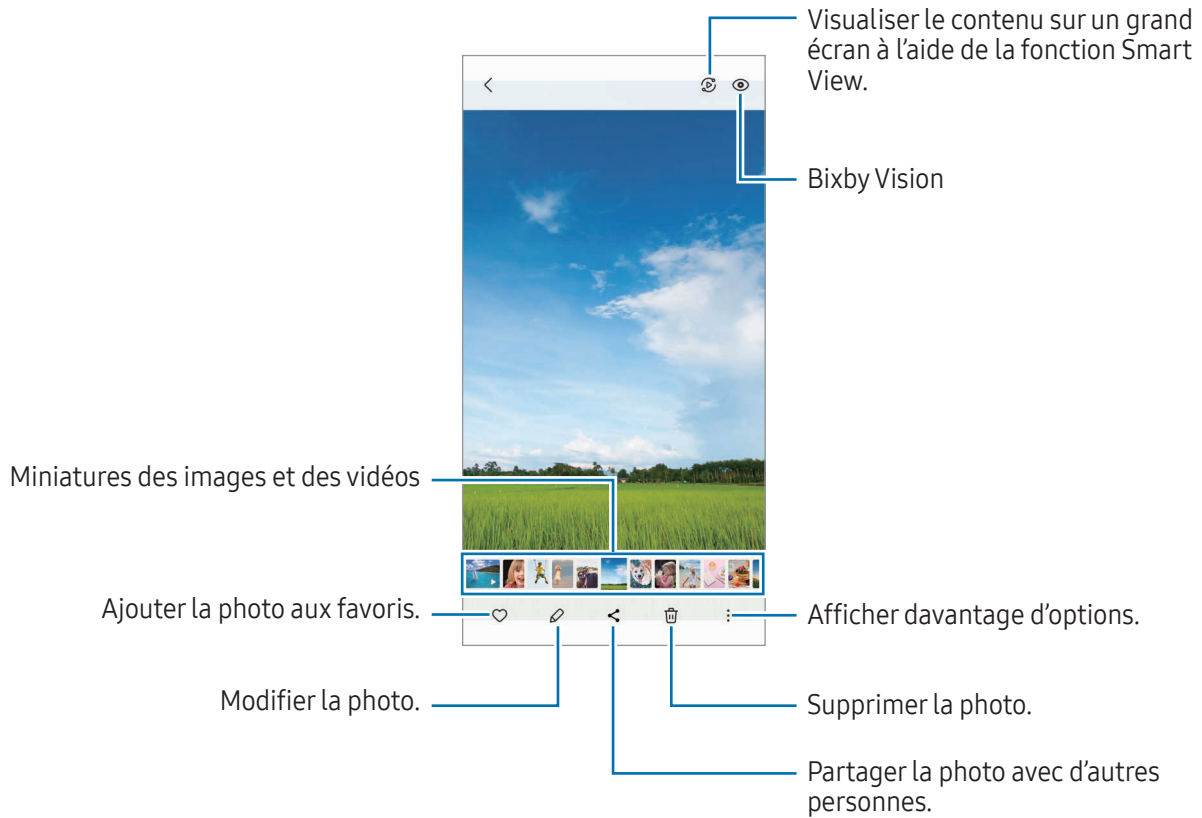 Visualiser le contenu sur un grand
écran à l’aide de la fonction Smart
View.
Bixby Vision
Miniatures des images et des vidéos
Ajouter la photo aux favoris.
Afficher davantage d’options.
Modifier la photo.
Supprimer la photo.
Partager la photo avec d’autres
personnes.